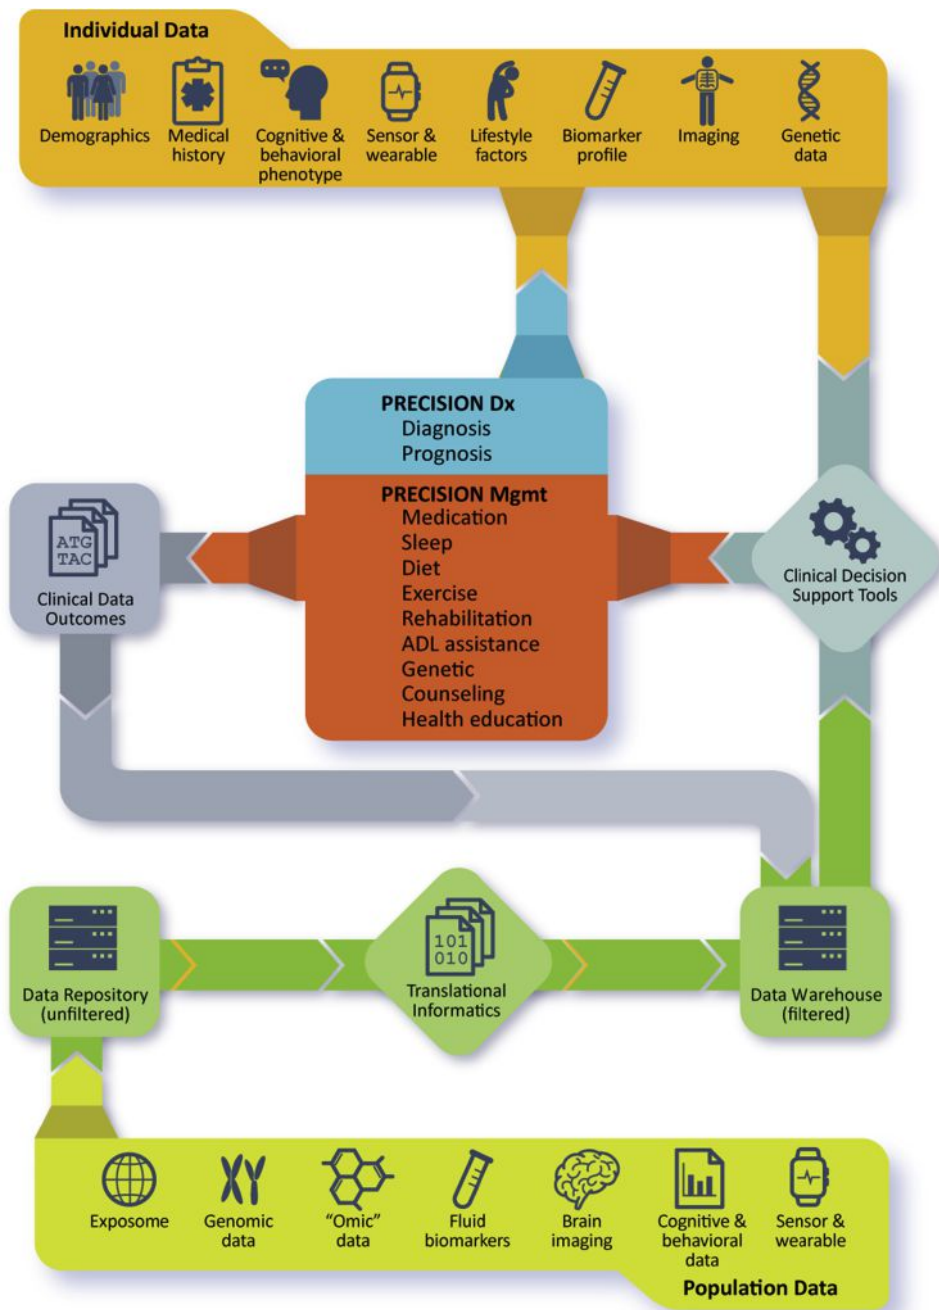 Individual Data
Demographics
Medical
history
Cognitive &
behavioral
phenotype
Sensor &
wearable
Lifestyle
factors
Biomarker
profile
Imaging
Genetic
data
PRECISION Dx
Diagnosis
Prognosis
PRECISION Mgmt
Medication
Sleep
Diet
Exercise
Rehabilitation
ADL assistance
Genetic
Counseling
Health education
ATG
TAC
Clinical Data
Outcomes
Clinical Decision
Support Tools
Data Repository
(unfiltered)
101
010
Translational
Informatics
Data Warehouse
(filtered)
Exposome
Genomic
data
"Omic"
data
Fluid
biomarkers
Brain
imaging
Cognitive &
behavioral
data
Sensor &
wearable
Population Data